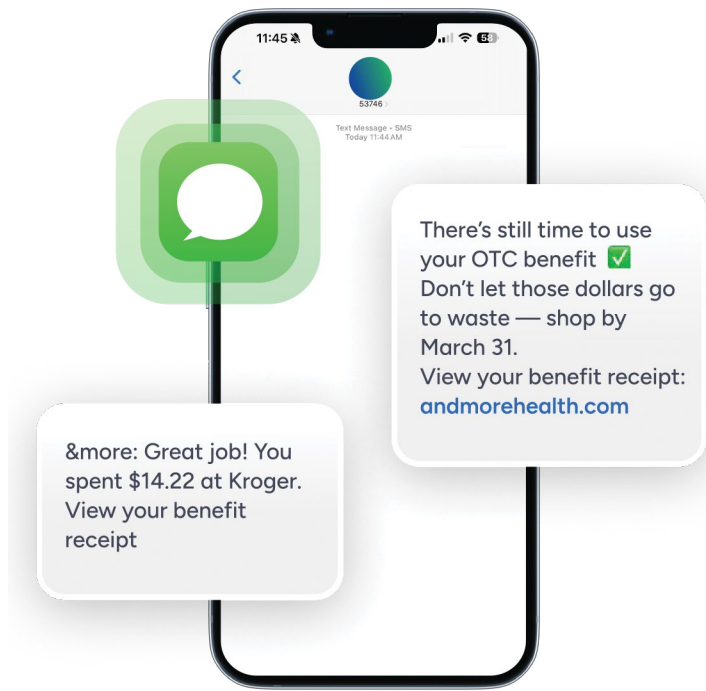 11:45
58
53746
Text Message • SMS
Today 11:44 AM
There's still time to use
your OTC benefit ✅
Don't let those dollars go
to waste — shop by
March 31.
View your benefit receipt:
andmorehealth.com
&more: Great job! You
spent $14.22 at Kroger.
View your benefit
receipt